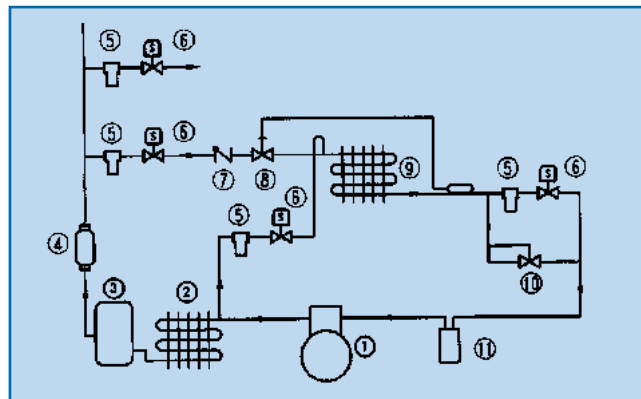 ⑤ S ⑥
⑤ S ⑥
⑦ ⑧ ⑨ ⑤ S ⑥
④ ⑤ S ⑥
③ ② ⑩
① ⑪